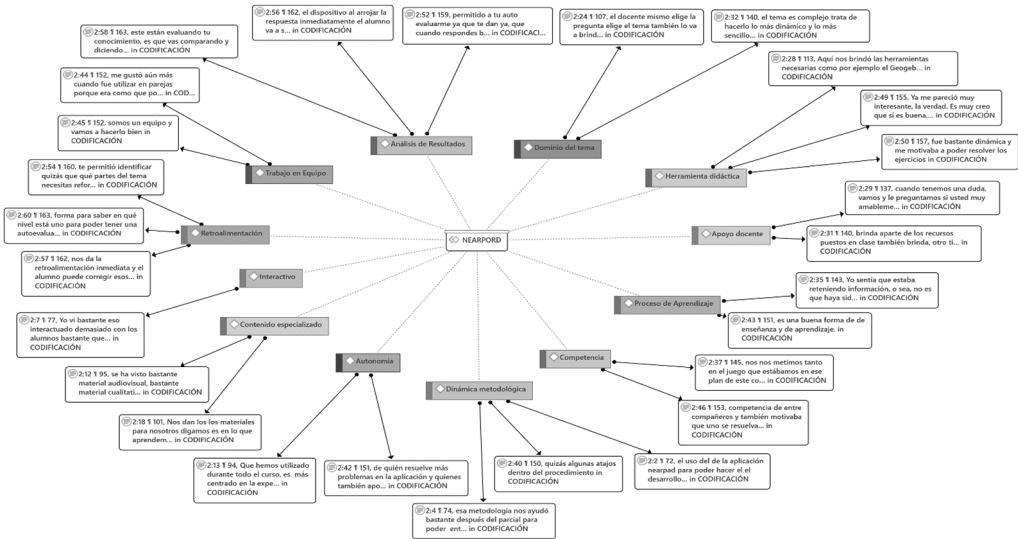 2:56 ¶ 162, el dispositivo al arrojar la
respuesta inmediatamente el alumno
va a s... in CODIFICACIÓN
2:52 ¶ 159, permitido a tu auto
evaluarme ya que te dan ya, que
cuando respondes b... in CODIFICACI...
2:24 ¶ 107, el docente mismo elige la
pregunta elige el tema también lo va
a brind... in CODIFICACIÓN
2:32 ¶ 140, el tema es complejo trata de
hacerlo lo más dinámico y lo más
sencillo... in CODIFICACIÓN
2:58 ¶ 163, este están evaluando tu
conocimiento, es que vas comparando y
diciendo... in CODIFICACIÓN
2:28 ¶ 113, Aquí nos brindó las herramientas
necesarias como por ejemplo el Geogeb...  in
CODIFICACIÓN
2:44 ¶ 152, me gustó aún más
cuando fue utilizar en parejas
porque era como que po... in COD...
2:49 ¶ 155, Ya me pareció muy
interesante, la verdad. Es muy creo
que sí es buena,... in CODIFICACIÓN
2:45 ¶ 152, somos un equipo y
vamos a hacerlo bien in
CODIFICACIÓN
2:50 ¶ 157, fue bastante dinámica y
me motivaba a poder resolver los
ejercicios in CODIFICACIÓN
Análisis de Resultados
Dominio del tema
2:54 ¶ 160, te permitió identificar
quizás que qué partes del tema
necesitas refor... in CODIFICACIÓN
Trabajo en Equipo
Herramienta didáctica
2:29 ¶ 137, cuando tenemos una duda,
vamos y le preguntamos si usted muy
amableme... in CODIFICACIÓN
2:60 ¶ 163, forma para saber en qué
nivel está uno para poder tener una
autoevalua... in CODIFICACIÓN
Retroalimentación
NEARPORD
Apoyo docente
2:31 ¶ 140, brinda aparte de los recursos
puestos en clase también brinda, otro ti...  in
CODIFICACIÓN
2:57 ¶ 162, nos da la
retroalimentación inmediata y el
alumno puede corregir esos... in
CODIFICACIÓN
Interactivo
2:35 ¶ 143, Yo sentía que estaba
reteniendo información, o sea, no es
que haya sid... in CODIFICACIÓN
Proceso de Aprendizaje
2:7 ¶ 77, Yo vi bastante eso
interactuado demasiado con los
alumnos bastante que... in
CODIFICACIÓN
Contenido especializado
2:43 ¶ 151, es una buena forma de de
enseñanza y de aprendizaje. in
CODIFICACIÓN
Autonomía
Competencia
2:12 ¶ 95, se ha visto bastante
material audiovisual, bastante
material cualitati... in
CODIFICACIÓN
2:37 ¶ 145, nos nos metimos tanto
en el juego que estábamos en ese
plan de este co... in CODIFICACIÓN
Dinámica metodológica
2:18 ¶ 101, Nos dan los los materiales
para nosotros digamos es en lo que
aprendem... in CODIFICACIÓN
2:46 ¶ 153, competencia de entre
compañeros y también motivaba
que uno se resuelva... in
CODIFICACIÓN
2:13 ¶ 94, Que hemos utilizado
durante todo el curso, es  más
centrado en la expe... in
CODIFICACIÓN
2:42 ¶ 151, de quién resuelve más
problemas en la aplicación y quienes
también apo... in CODIFICACIÓN
2:40 ¶ 150, quizás algunas atajos
dentro del procedimiento in
CODIFICACIÓN
2:2 ¶ 72, el uso del de la aplicación
nearpad para poder hacer el el
desarrollo... in CODIFICACIÓN
2:4 ¶ 74, esa metodología nos ayudó
bastante después del parcial para
poder  ent... in CODIFICACIÓN